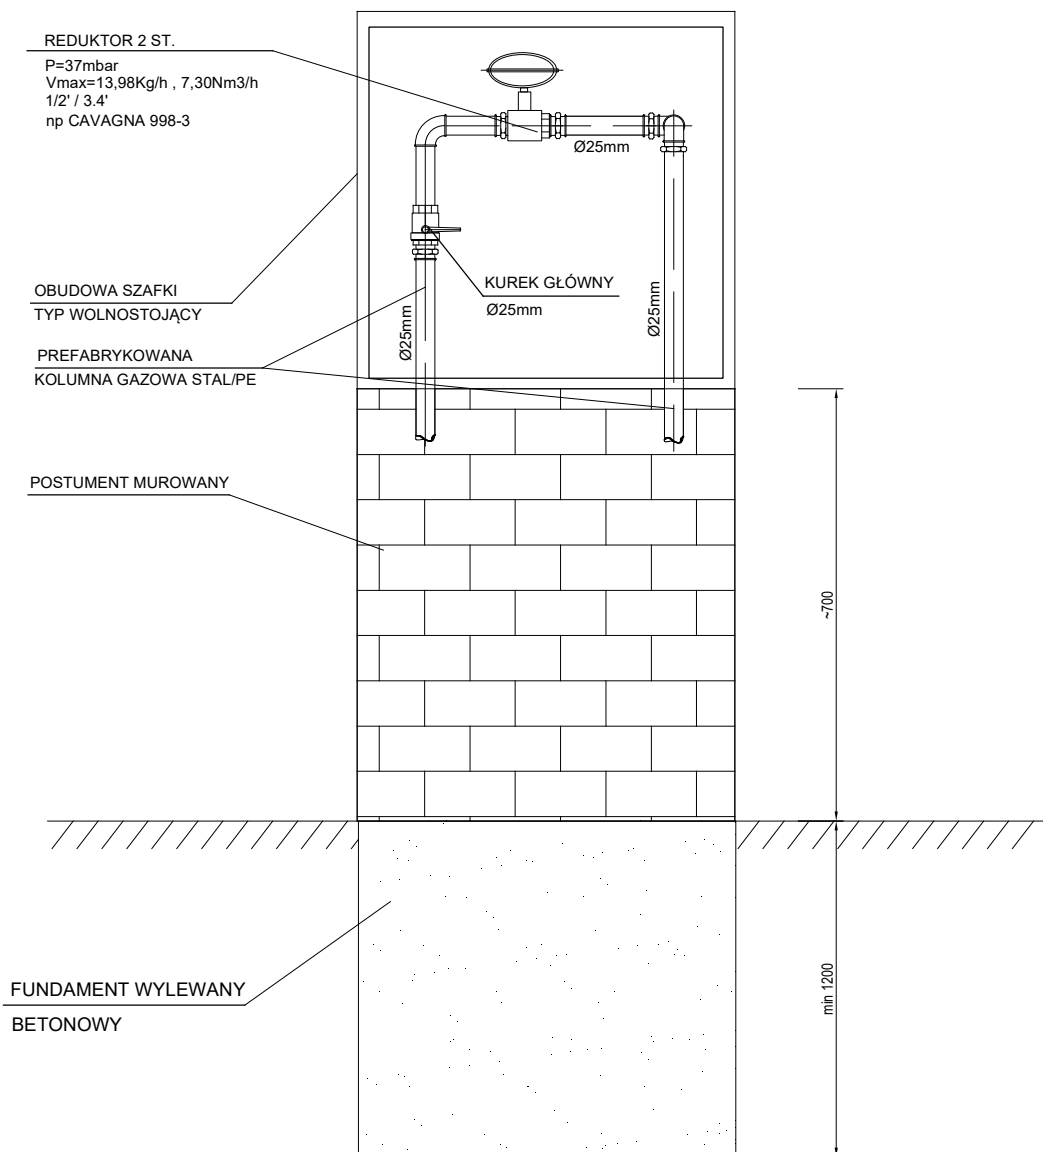 REDUKTOR 2 ST.
P=37mbar
Vmax=13,98Kg/h , 7,30Nm3/h
1/2' / 3.4'
np CAVAGNA 998-3
Ø25mm
OBUDOWA SZAFKI
TYP WOLNOSTOJĄCY
KUREK GŁÓWNY
Ø25mm
Ø25mm
Ø25mm
PREFABRYKOWANA
KOLUMNA GAZOWA STAL/PE
POSTUMENT MUROWANY
~700
FUNDAMENT WYLEWANY
BETONOWY
min 1200